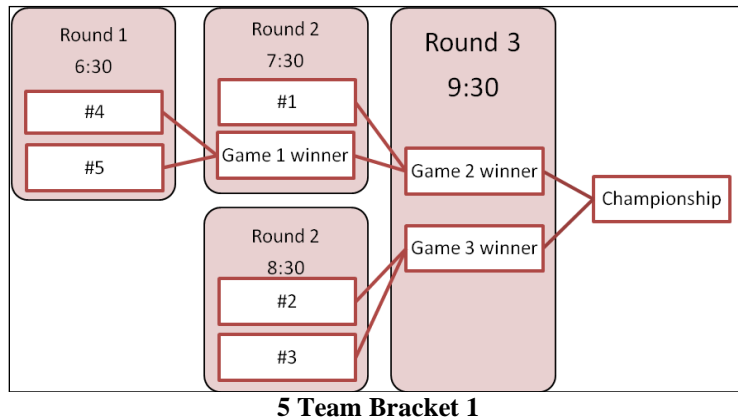 Round 1
6:30
#4
#5
Round 2
7:30
#1
Game 1 winner
Round 2
8:30
#2
#3
Round 3
9:30
Game 2 winner
Game 3 winner
Championship
5 Team Bracket 1